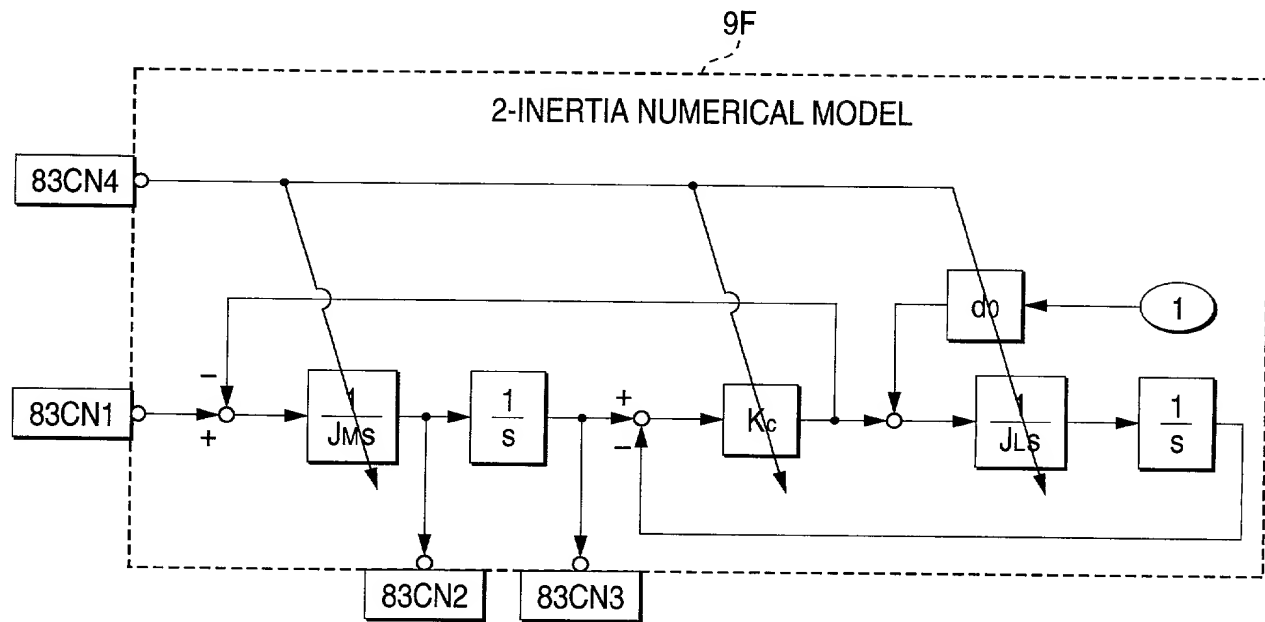 9F
2-INERTIA NUMERICAL MODEL
83CN4
d0
1
83CN1
−
+
1
JMs
1
s
+
−
Kc
1
JLs
1
s
83CN2
83CN3